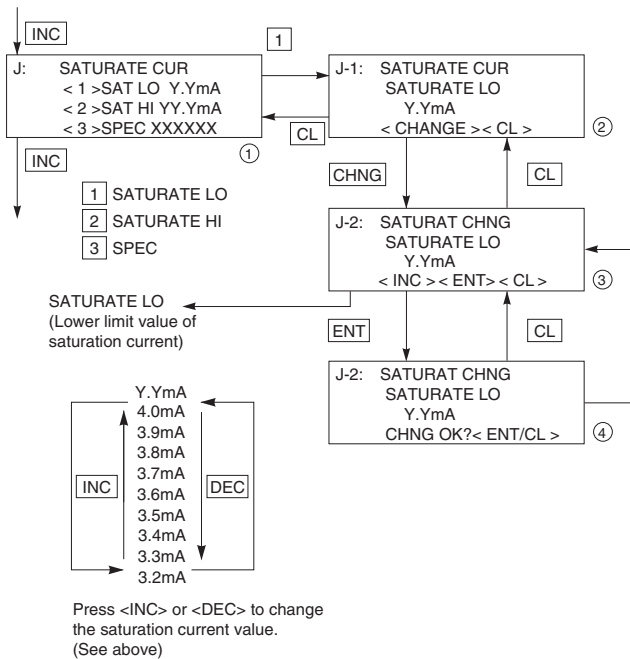 INC
1
J: SATURATE CUR
< 1 >SAT LO Y.YmA
< 2 >SAT HI YY.YmA
< 3 >SPEC XXXXXX
①
CL
J-1: SATURATE CUR
SATURATE LO
Y.YmA
< CHANGE >< CL >
②
INC
CHNG
CL
1 SATURATE LO
2 SATURATE HI
3 SPEC
J-2: SATURAT CHNG
SATURATE LO
Y.YmA
< INC >< ENT>< CL >
③
SATURATE LO
(Lower limit value of
saturation current)
ENT
CL
J-2: SATURAT CHNG
SATURATE LO
Y.YmA
CHNG OK?< ENT/CL >
④
Y.YmA
4.0mA
3.9mA
3.8mA
3.7mA
INC
3.6mA
DEC
3.5mA
3.4mA
3.3mA
3.2mA
Press <INC> or <DEC> to change
the saturation current value.
(See above)